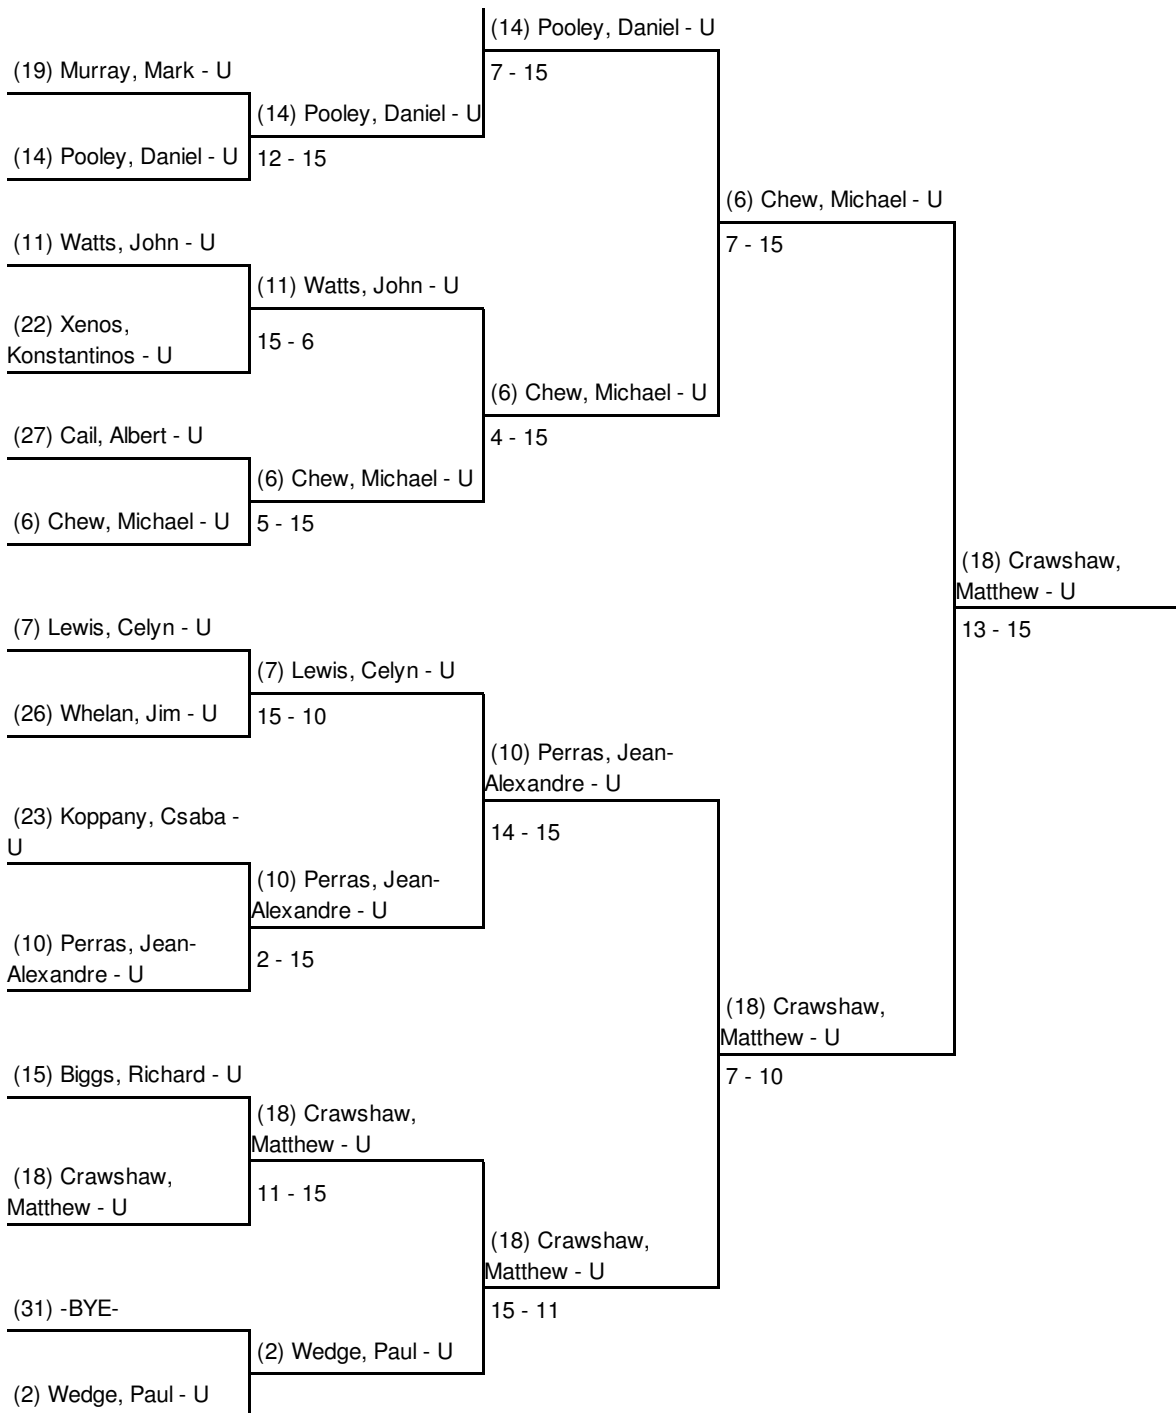 (14) Pooley, Daniel - U
7 - 15
(19) Murray, Mark - U
(14) Pooley, Daniel - U
(14) Pooley, Daniel - U
12 - 15
(6) Chew, Michael - U
7 - 15
(11) Watts, John - U
(11) Watts, John - U
(22) Xenos,
Konstantinos - U
15 - 6
(6) Chew, Michael - U
4 - 15
(27) Cail, Albert - U
(6) Chew, Michael - U
(6) Chew, Michael - U
5 - 15
(18) Crawshaw,
Matthew - U
13 - 15
(7) Lewis, Celyn - U
(7) Lewis, Celyn - U
(26) Whelan, Jim - U
15 - 10
(10) Perras, Jean-
Alexandre - U
14 - 15
(23) Koppany, Csaba -
U
(10) Perras, Jean-
Alexandre - U
(10) Perras, Jean-
Alexandre - U
2 - 15
(18) Crawshaw,
Matthew - U
7 - 10
(15) Biggs, Richard - U
(18) Crawshaw,
Matthew - U
(18) Crawshaw,
Matthew - U
11 - 15
(18) Crawshaw,
Matthew - U
15 - 11
(31) -BYE-
(2) Wedge, Paul - U
(2) Wedge, Paul - U